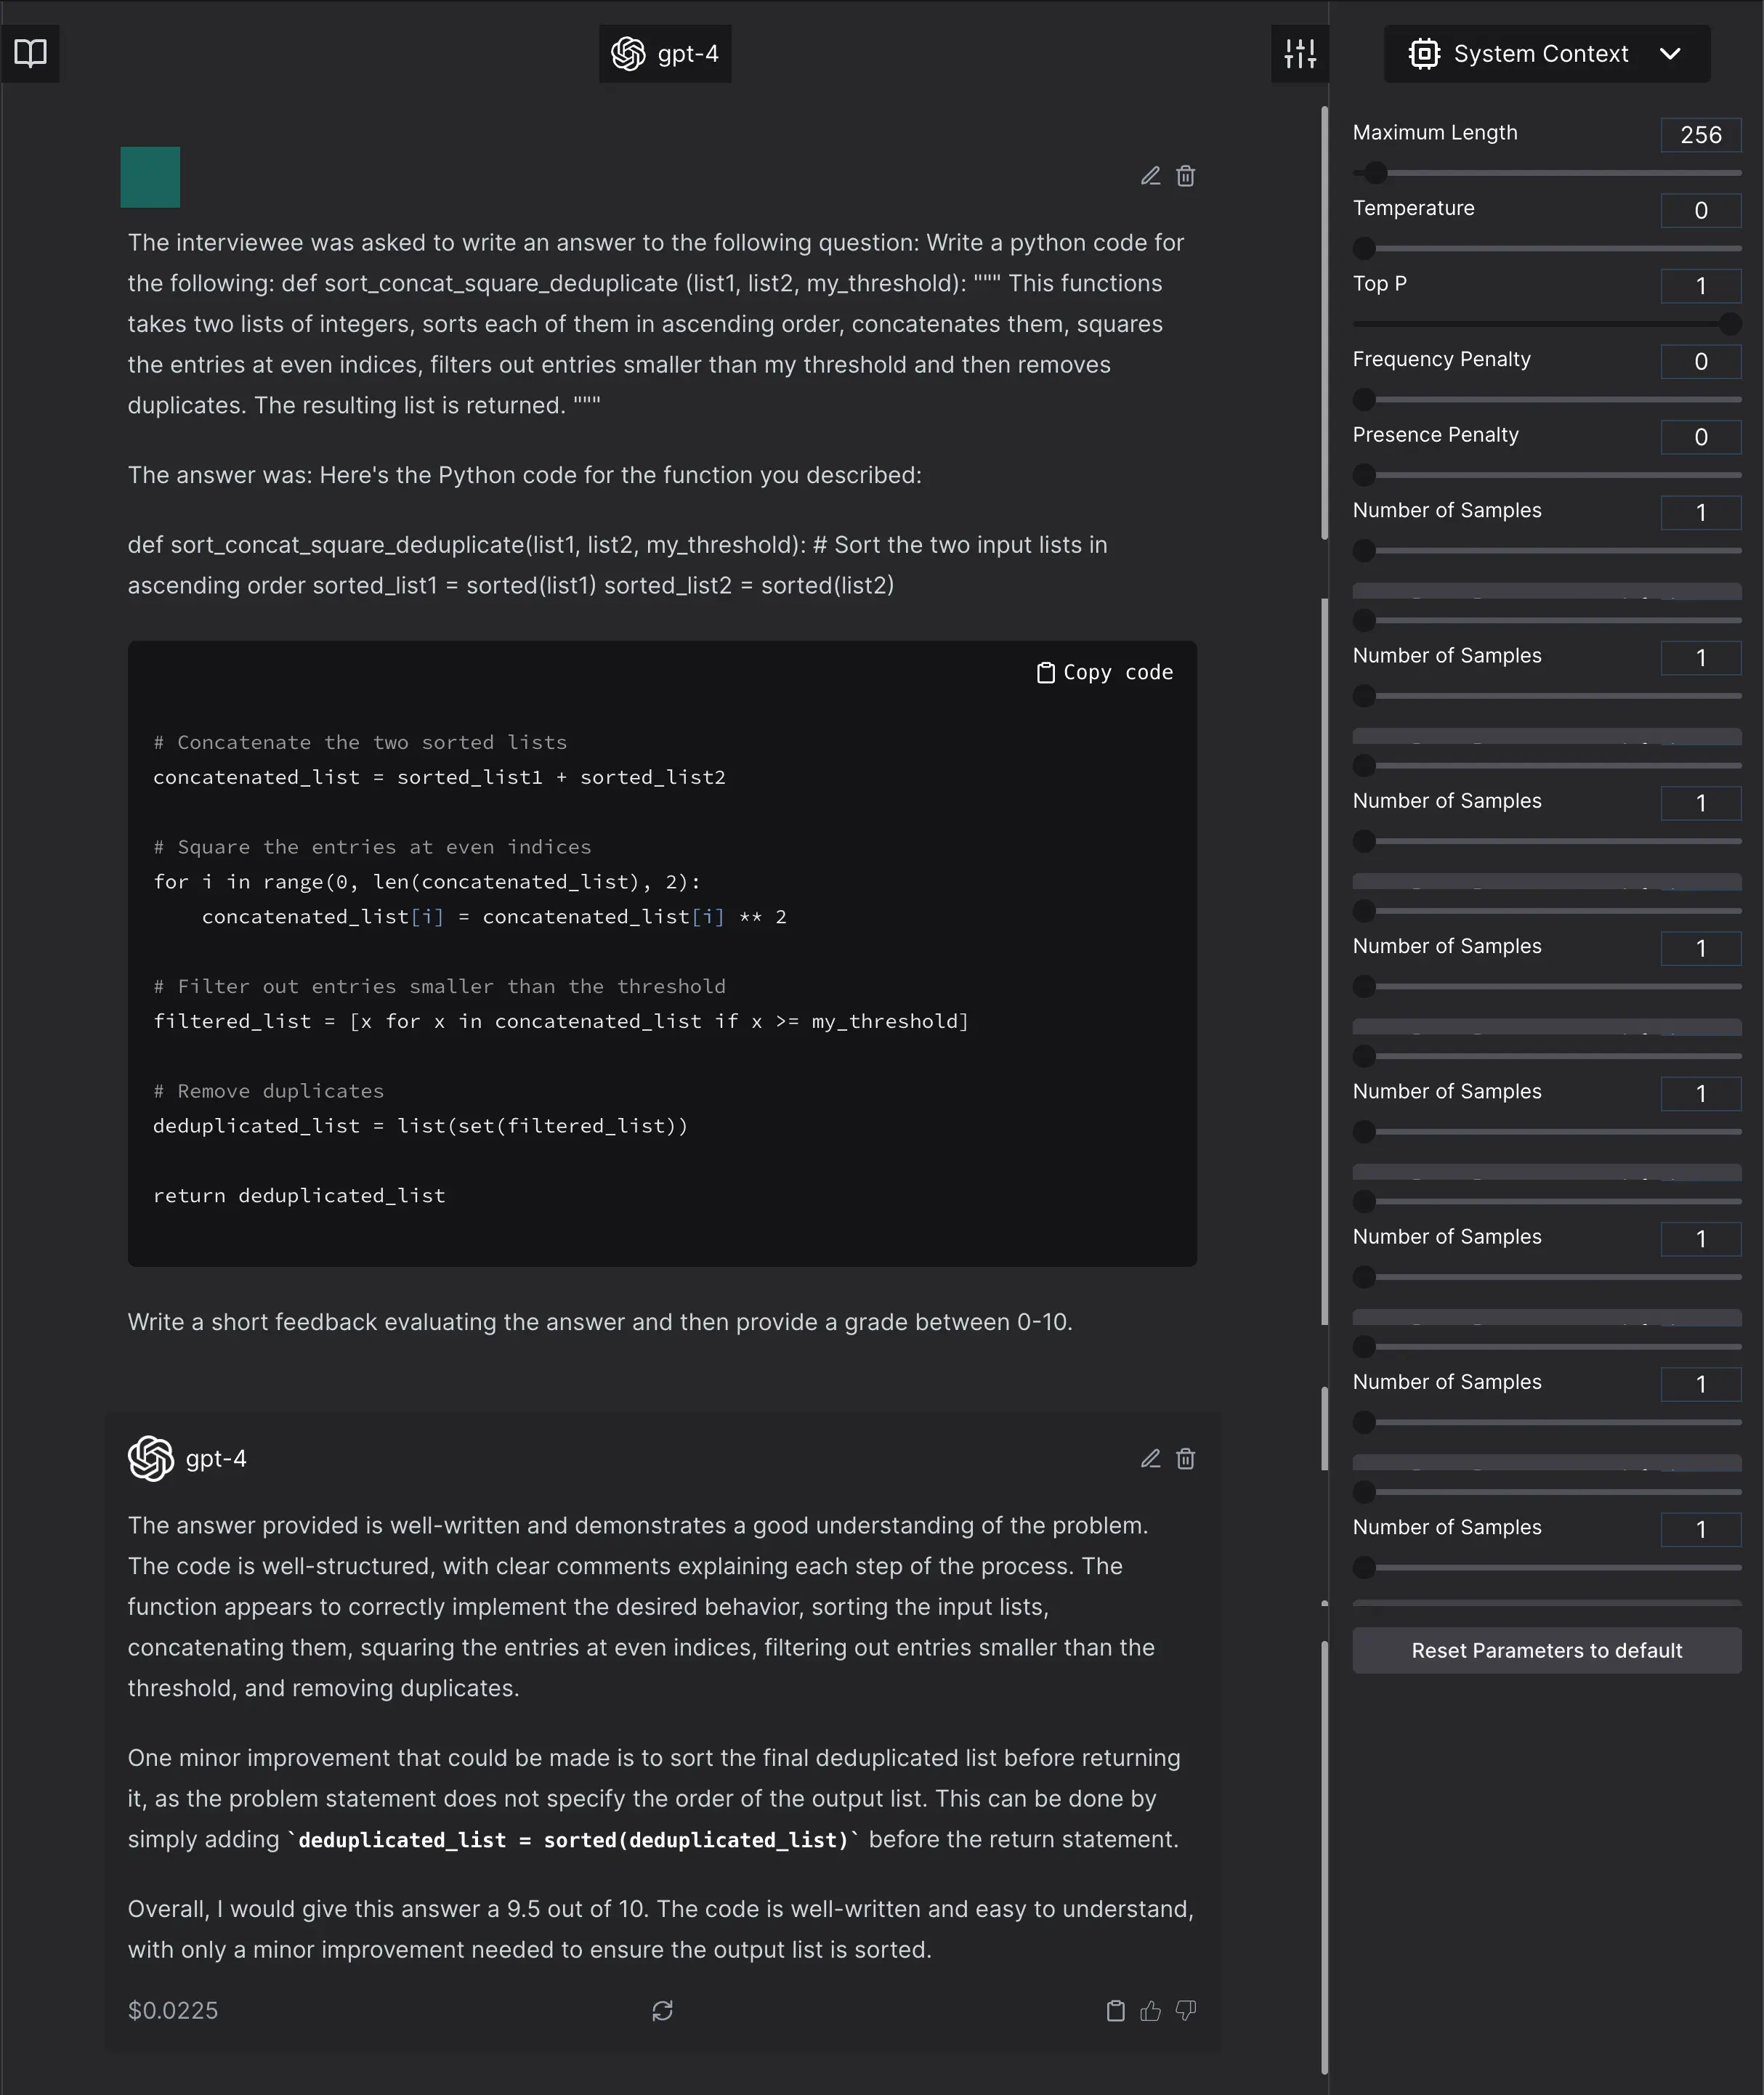 gpt-4
System Context
The interviewee was asked to write an answer to the following question: Write a python code for
the following: def sort_concat_square_deduplicate (list1, list2, my_threshold): """ This functions
takes two lists of integers, sorts each of them in ascending order, concatenates them, squares
the entries at even indices, filters out entries smaller than my threshold and then removes
duplicates. The resulting list is returned. """
The answer was: Here's the Python code for the function you described:
def sort_concat_square_deduplicate(list1, list2, my_threshold): # Sort the two input lists in
ascending order sorted_list1 = sorted(list1) sorted_list2 = sorted(list2)
Copy code
# Concatenate the two sorted lists
concatenated_list = sorted_list1 + sorted_list2
# Square the entries at even indices
for i in range(0, len(concatenated_list), 2):
    concatenated_list[i] = concatenated_list[i] ** 2
# Filter out entries smaller than the threshold
filtered_list = [x for x in concatenated_list if x >= my_threshold]
# Remove duplicates
deduplicated_list = list(set(filtered_list))
return deduplicated_list
Write a short feedback evaluating the answer and then provide a grade between 0-10.
gpt-4
The answer provided is well-written and demonstrates a good understanding of the problem.
The code is well-structured, with clear comments explaining each step of the process. The
function appears to correctly implement the desired behavior, sorting the input lists,
concatenating them, squaring the entries at even indices, filtering out entries smaller than the
threshold, and removing duplicates.
One minor improvement that could be made is to sort the final deduplicated list before returning
it, as the problem statement does not specify the order of the output list. This can be done by
simply adding `deduplicated_list = sorted(deduplicated_list)` before the return statement.
Overall, I would give this answer a 9.5 out of 10. The code is well-written and easy to understand,
with only a minor improvement needed to ensure the output list is sorted.
$0.0225
Maximum Length 256
Temperature 0
Top P 1
Frequency Penalty 0
Presence Penalty 0
Number of Samples 1
Number of Samples 1
Number of Samples 1
Number of Samples 1
Number of Samples 1
Number of Samples 1
Number of Samples 1
Number of Samples 1
Reset Parameters to default